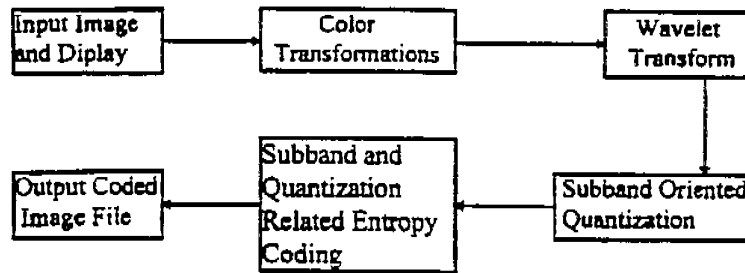 Input Image
and Diplay
Color
Transformations
Wavelet
Transform
Subband Oriented
Quantization
Subband and
Quantization
Related Entropy
Coding
Output Coded
Image File